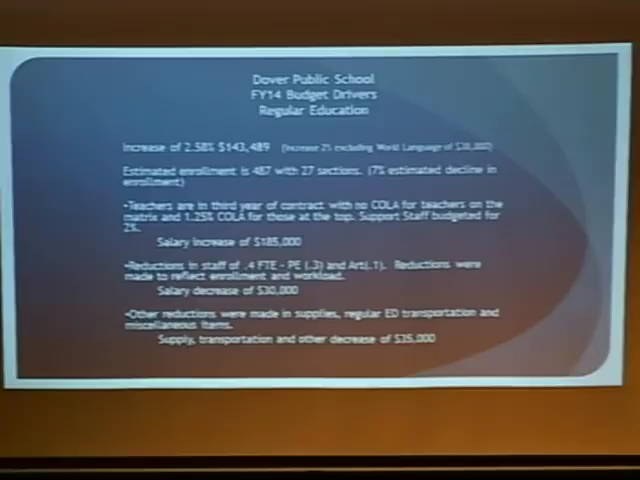 Dover Public School
FY14 Budget Drivers
Regular Education
Increase of 2.58% $143,489 (Increase 2% excluding World Language of $30,000)
Estimated enrollment is 487 with 27 sections. (7% estimated decline in
enrollment)
•Teachers are in third year of contract with no COLA for teachers on the
matrix and 1.25% COLA for those at the top. Support Staff budgeted for
2%.
Salary increase of $185,000
•Reductions in staff of .4 FTE - PE (.3) and Art(.1). Reductions were
made to reflect enrollment and workload.
Salary decrease of $30,000
•Other reductions were made in supplies, regular ED transportation and
miscellaneous items.
Supply, transportation and other decrease of $35,000